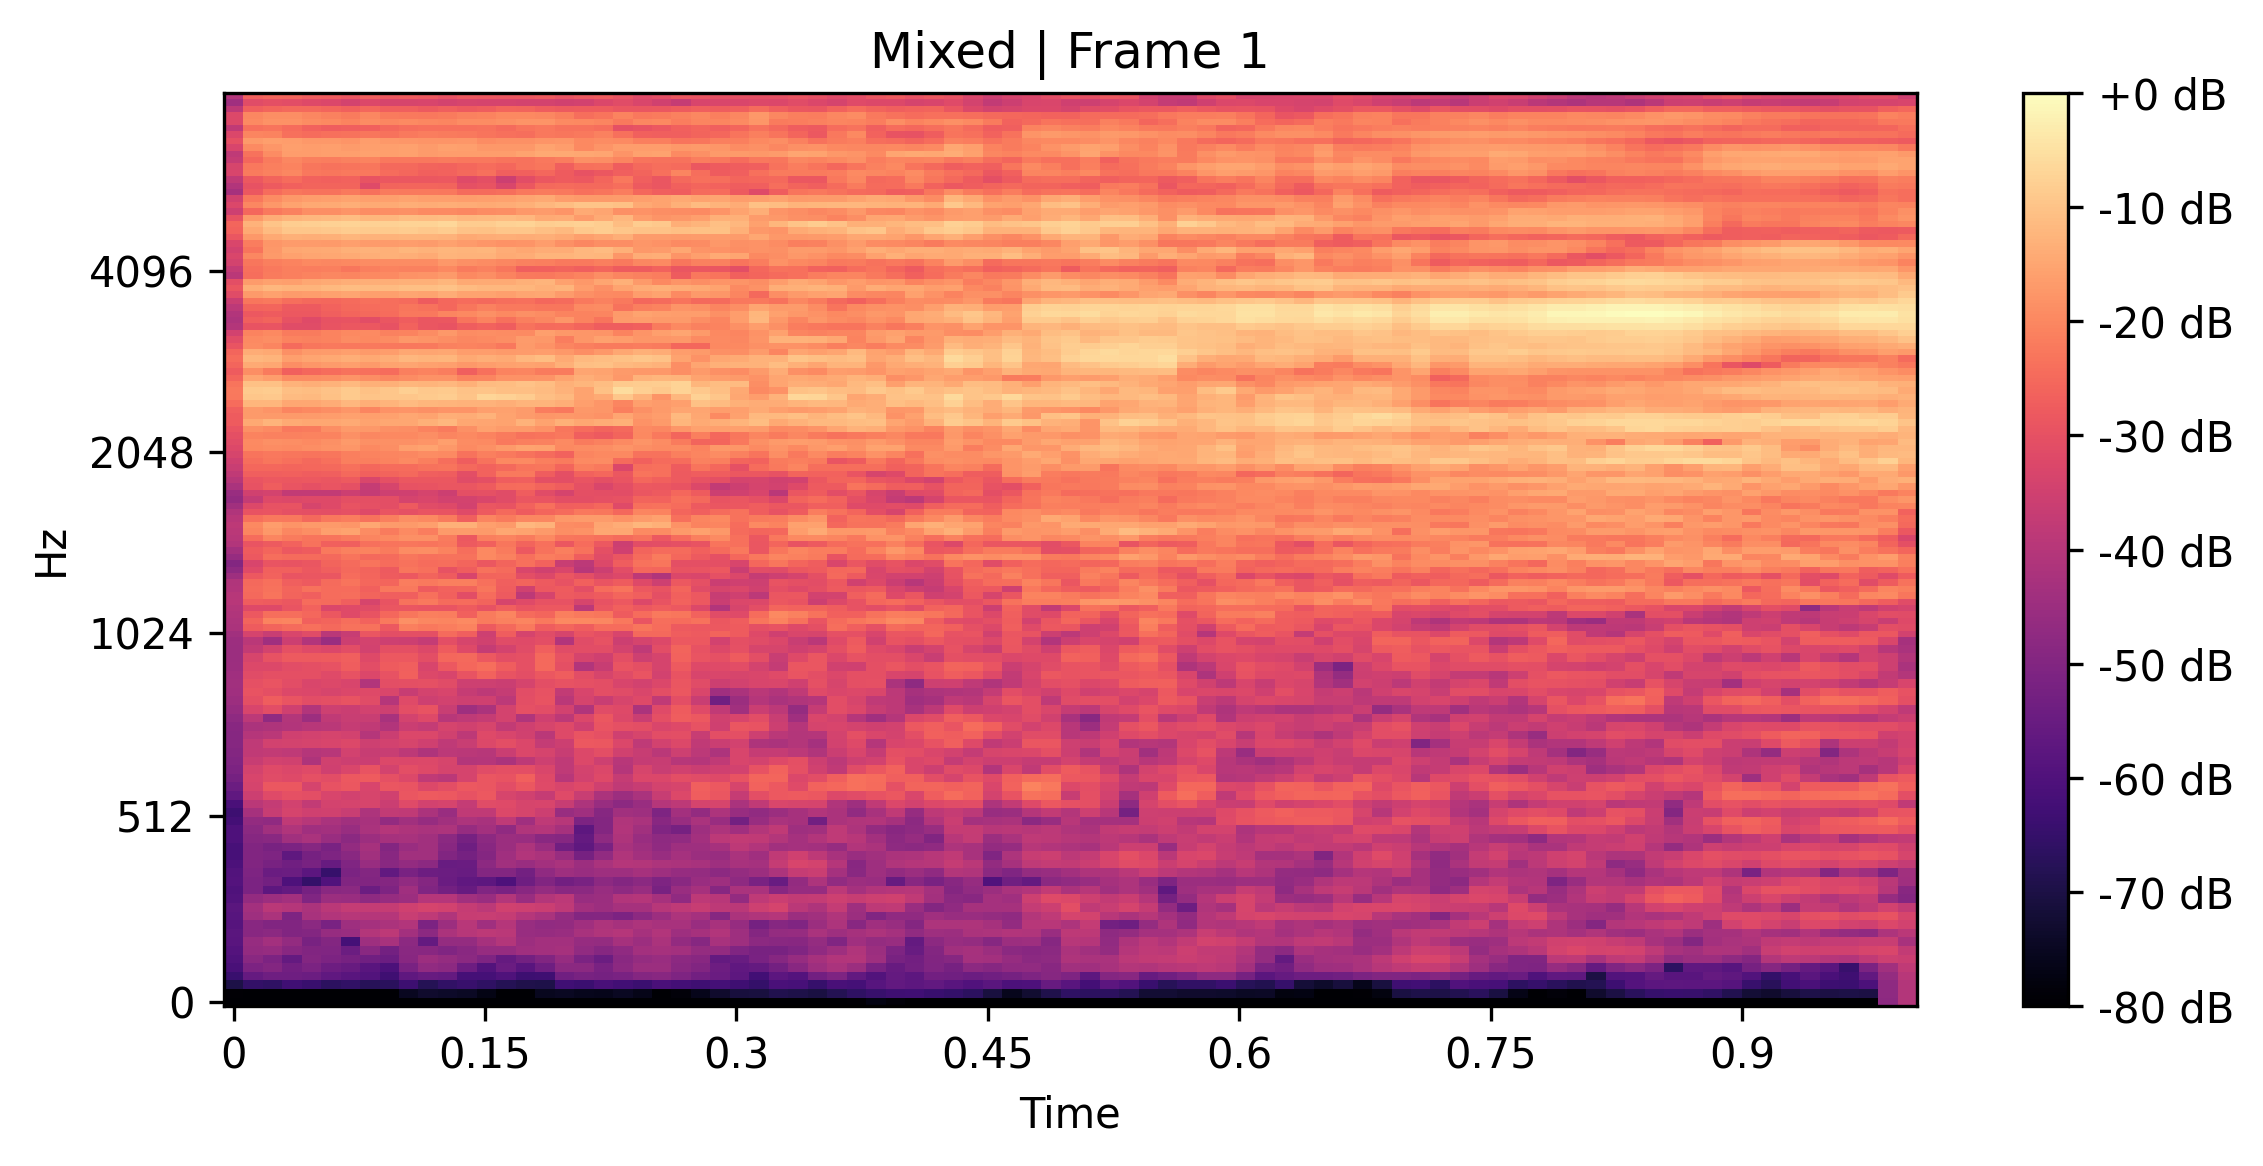 Mixed | Frame 1
+0 dB
-10 dB
-20 dB
-30 dB
-40 dB
-50 dB
-60 dB
-70 dB
-80 dB
Hz
4096
2048
1024
512
0
0 0.15 0.3 0.45 0.6 0.75 0.9
Time